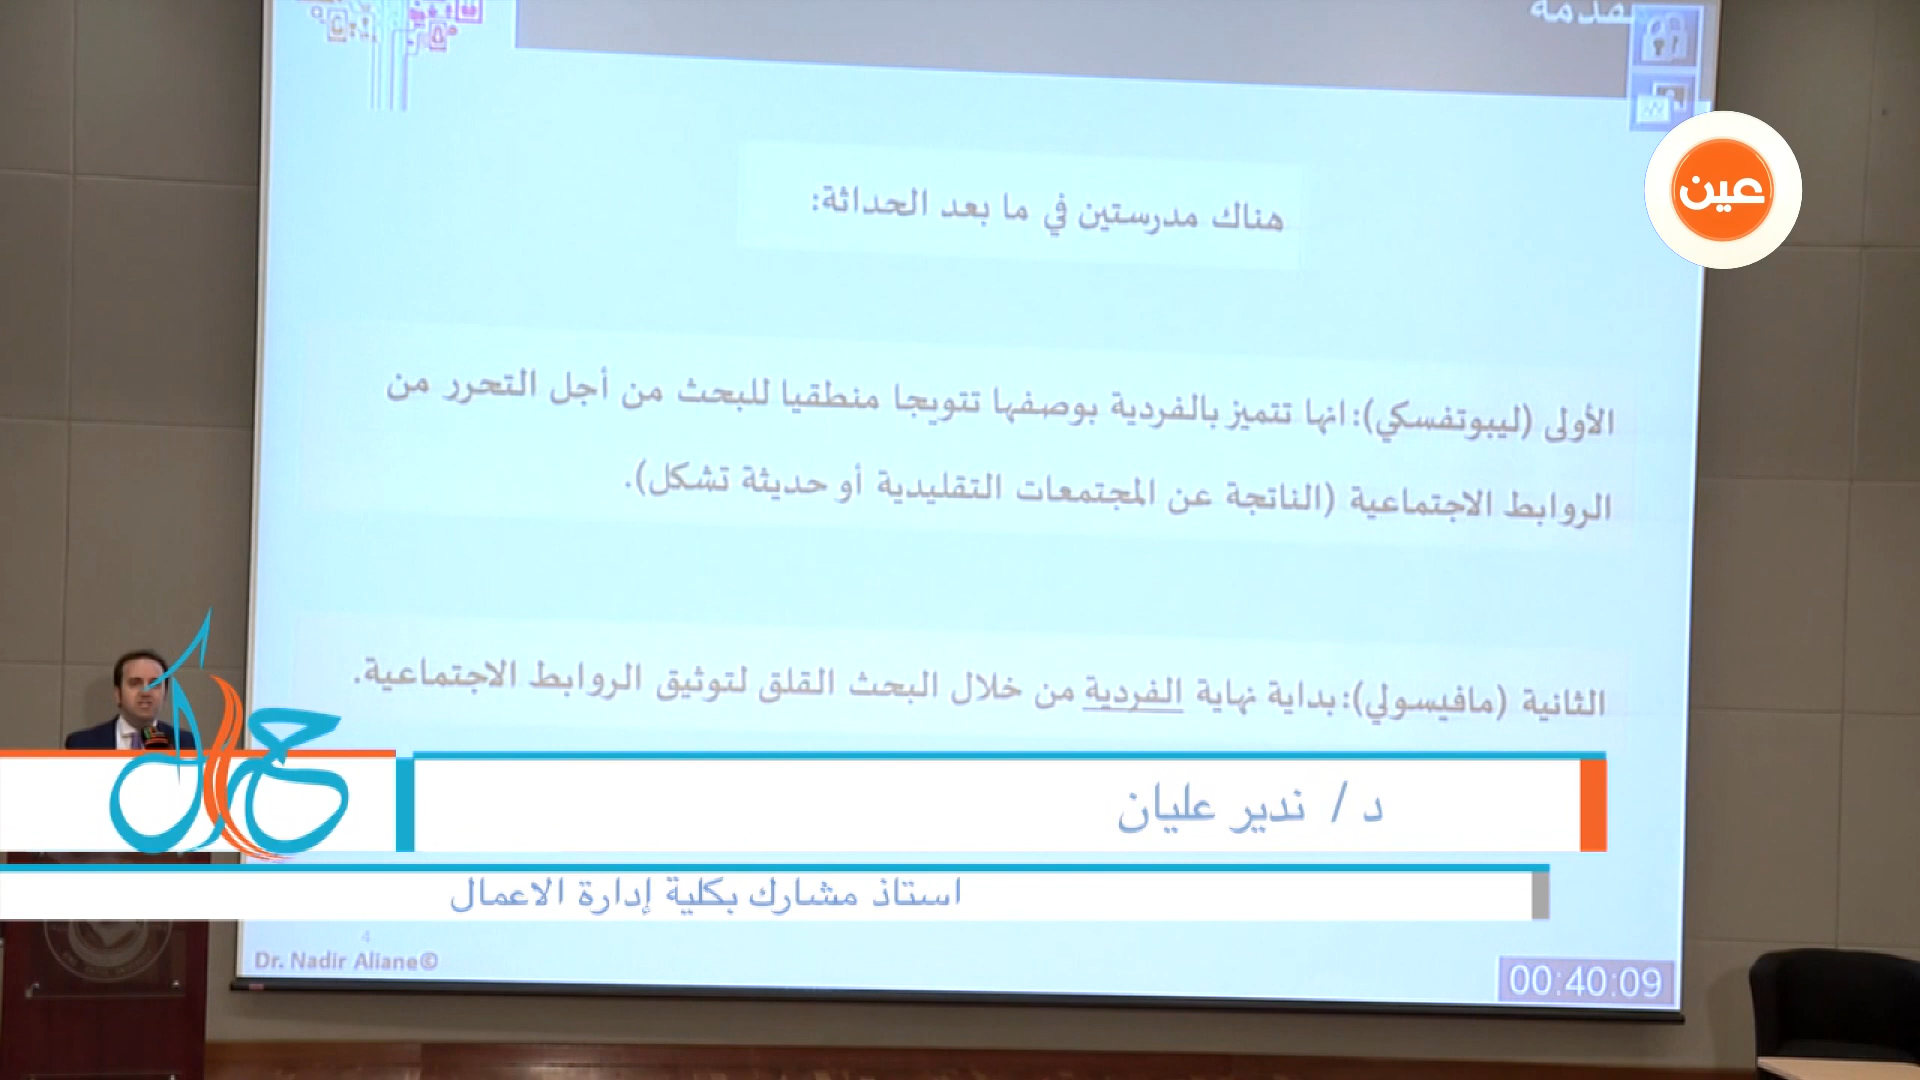 عين
هناك مدرستين في ما بعد الحداثة:
الأولى (ليبوتفسكي): انها تتميز بالفردية بوصفها تتويجا منطقيا للبحث من أجل التحرر من
الروابط الاجتماعية (الناتجة عن المجتمعات التقليدية أو حديثة تشكل).
الثانية (مافيسولي): بداية نهاية الفردية من خلال البحث القلق لتوثيق الروابط الاجتماعية.
د / ندير عليان
استاذ مشارك بكلية إدارة الاعمال
4
Dr. Nadir Aliane©
00:40:09